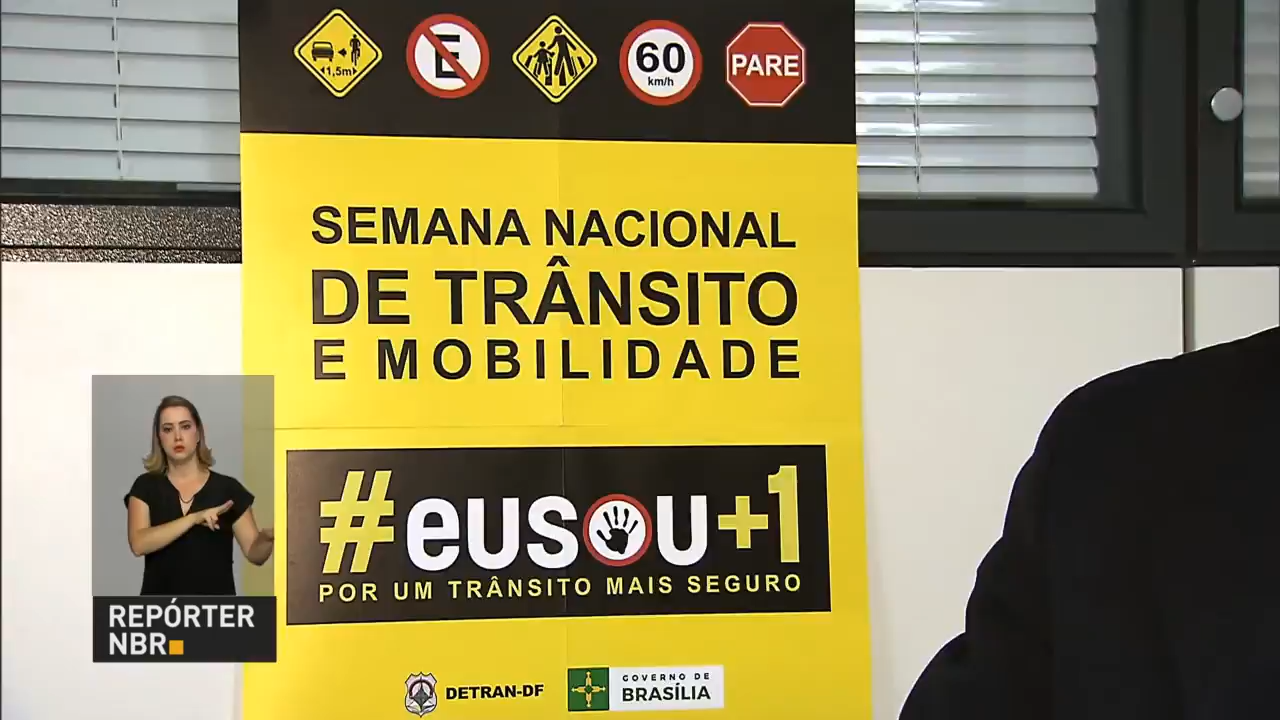 1,5m
E
60
km/h
PARE
SEMANA NACIONAL
DE TRÂNSITO
E MOBILIDADE
#eusou+1
POR UM TRÂNSITO MAIS SEGURO
REPÓRTER
NBR
DETRAN-DF
GOVERNO DE
BRASÍLIA